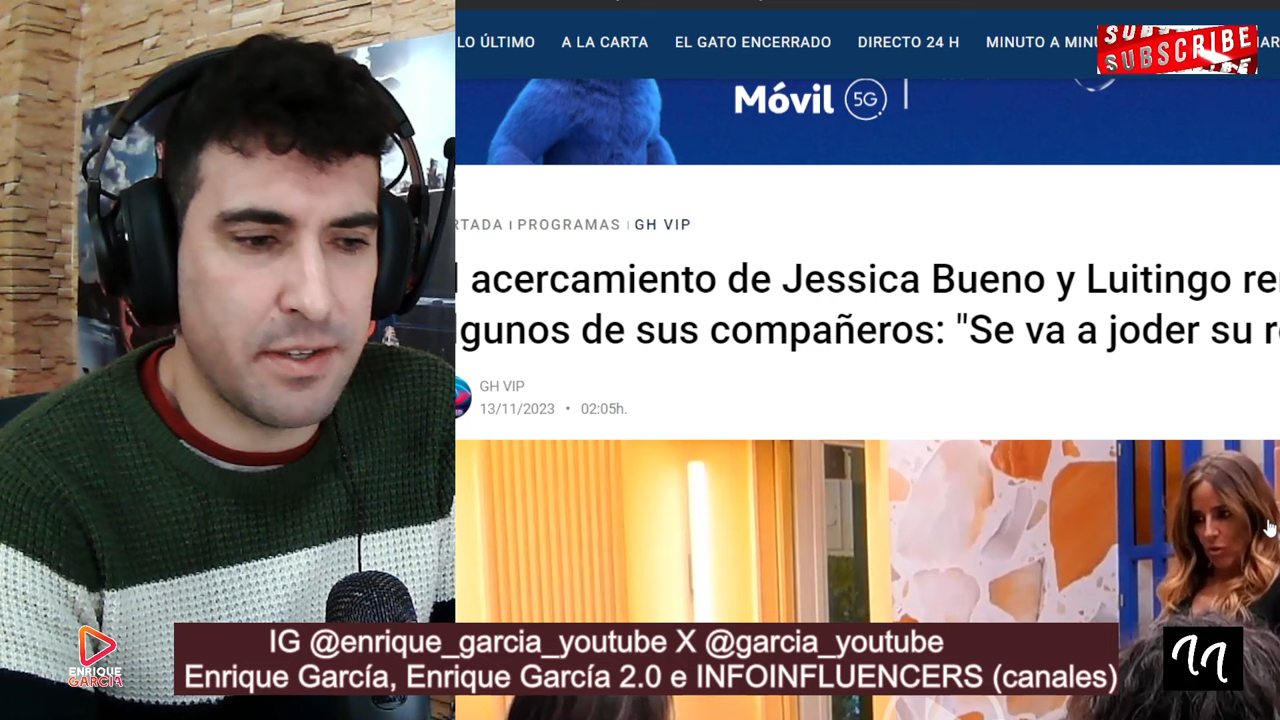 LO ÚLTIMO A LA CARTA EL GATO ENCERRADO DIRECTO 24 H MINUTO A MINU
SUBSCRIBE
Móvil 5G
RTADA PROGRAMAS GH VIP
acercamiento de Jessica Bueno y Luitingo re
lgunos de sus compañeros: "Se va a joder su r
GH VIP
13/11/2023 • 02:05h.
IG @enrique_garcia_youtube X @garcia_youtube
Enrique García, Enrique García 2.0 e INFOINFLUENCERS (canales)
ENRIQUE
GARCÍA